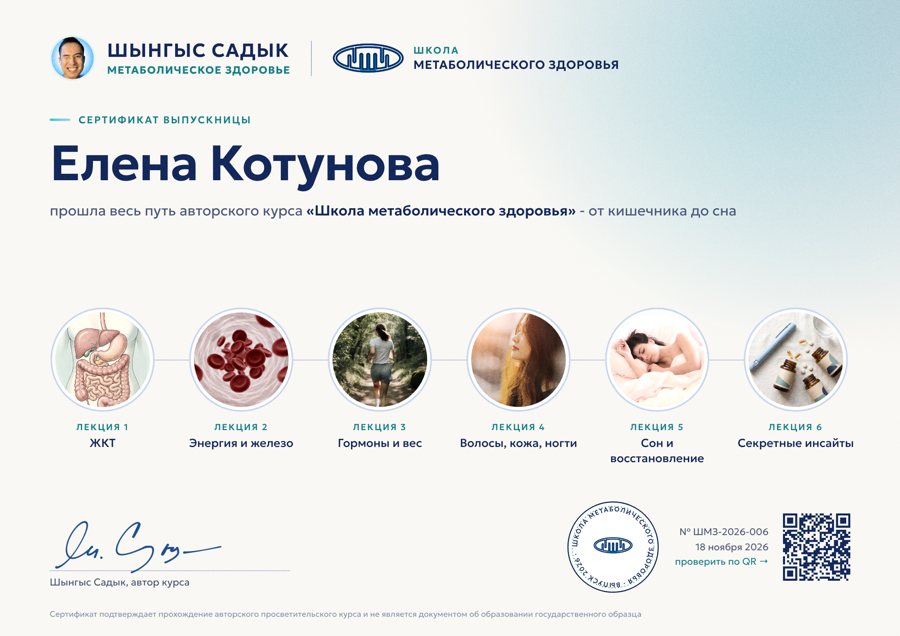 ШЫНГЫС САДЫК
МЕТАБОЛИЧЕСКОЕ ЗДОРОВЬЕ
ШКОЛА
МЕТАБОЛИЧЕСКОГО ЗДОРОВЬЯ
СЕРТИФИКАТ ВЫПУСКНИЦЫ
Елена Котунова
прошла весь путь авторского курса «Школа метаболического здоровья» - от кишечника до сна
ЛЕКЦИЯ 1
ЖКТ
ЛЕКЦИЯ 2
Энергия и железо
ЛЕКЦИЯ 3
Гормоны и вес
ЛЕКЦИЯ 4
Волосы, кожа, ногти
ЛЕКЦИЯ 5
Сон и
восстановление
ЛЕКЦИЯ 6
Секретные инсайты
Шынгыс Садык, автор курса
ШКОЛА МЕТАБОЛИЧЕСКОГО ЗДОРОВЬЯ · ВЫПУСК 2026 ·
№ ШМЗ-2026-006
18 ноября 2026
проверить по QR →
Сертификат подтверждает прохождение авторского просветительского курса и не является документом об образовании государственного образца